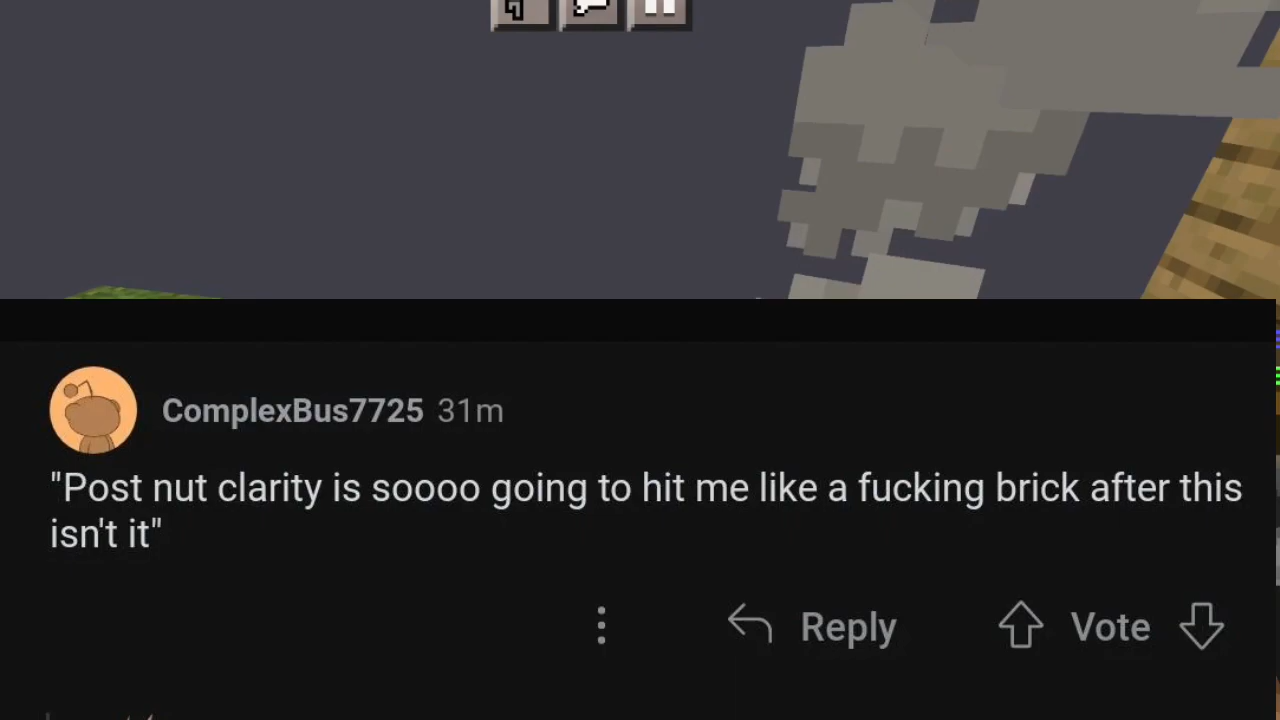 ComplexBus7725 31m
"Post nut clarity is soooo going to hit me like a fucking brick after this
isn't it"
Reply Vote